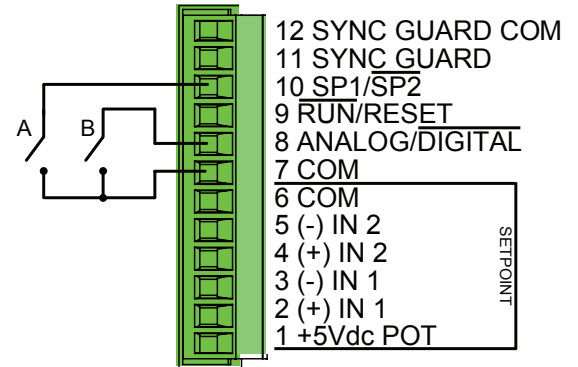 12 SYNC GUARD COM
11 SYNC GUARD
10 SP1/SP2
9 RUN/RESET
8 ANALOG/DIGITAL
7 COM
6 COM
5 (-) IN 2
4 (+) IN 2
3 (-) IN 1
2 (+) IN 1
1 +5Vdc POT
SETPOINT
A
B